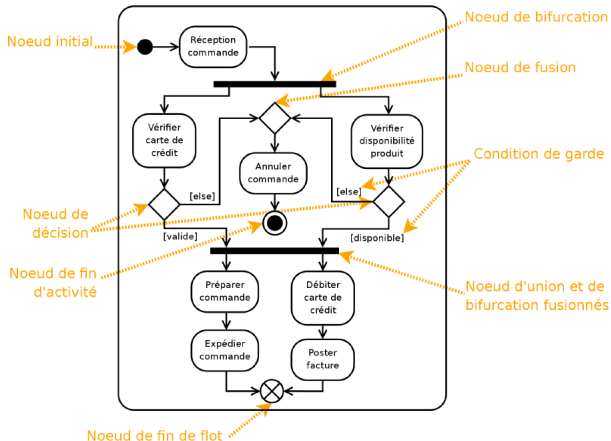 Noeud initial
Réception
commande
Noeud de bifurcation
Noeud de fusion
Vérifier
carte de
crédit
Vérifier
disponibilité
produit
Annuler
commande
Condition de garde
[else]
[else]
Noeud de
décision
[valide]
[disponible]
Noeud de fin
d'activité
Préparer
commande
Débiter
carte de
crédit
Noeud d'union et de
bifurcation fusionnés
Expédier
commande
Poster
facture
Noeud de fin de flot